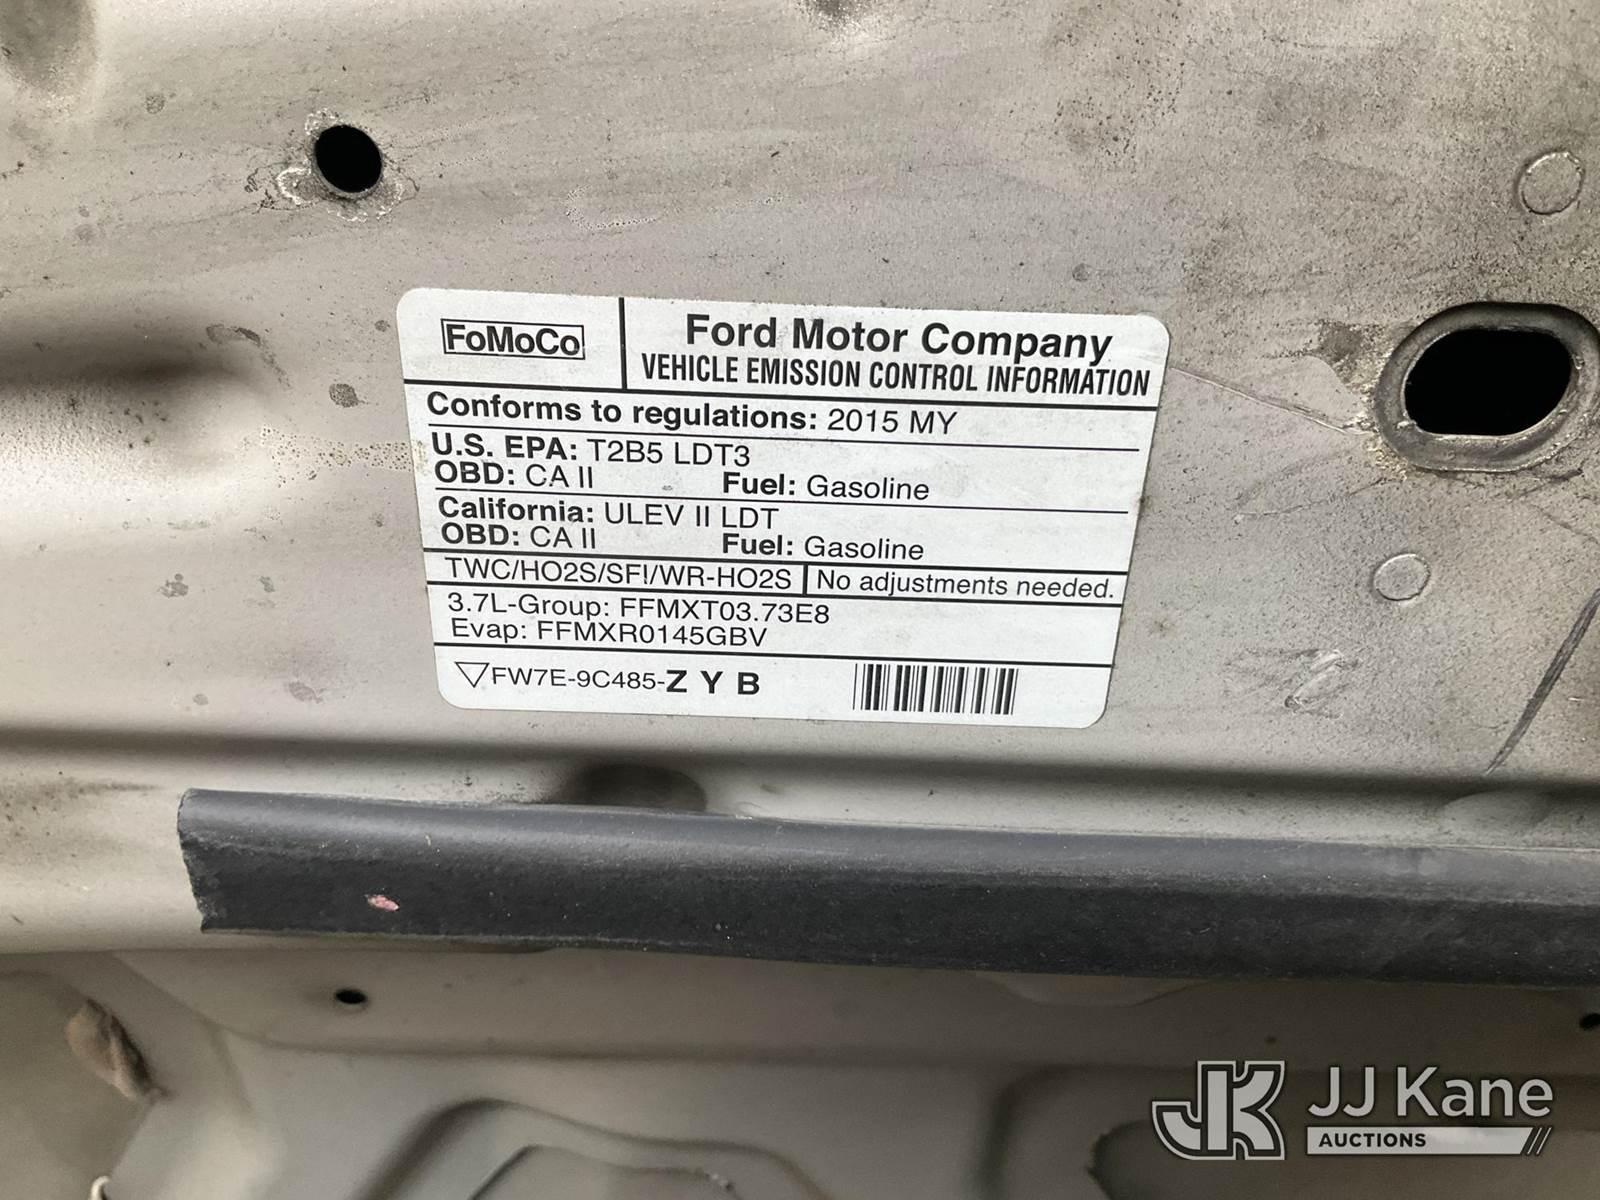 FoMoCo
Ford Motor Company
VEHICLE EMISSION CONTROL INFORMATION
Conforms to regulations: 2015 MY
U.S. EPA: T2B5 LDT3
OBD: CA II Fuel: Gasoline
California: ULEV II LDT
OBD: CA II Fuel: Gasoline
TWC/HO2S/SFI/WR-HO2S No adjustments needed.
3.7L-Group: FFMXT03.73E8
Evap: FFMXR0145GBV
FW7E-9C485-Z Y B
JK JJ Kane
AUCTIONS